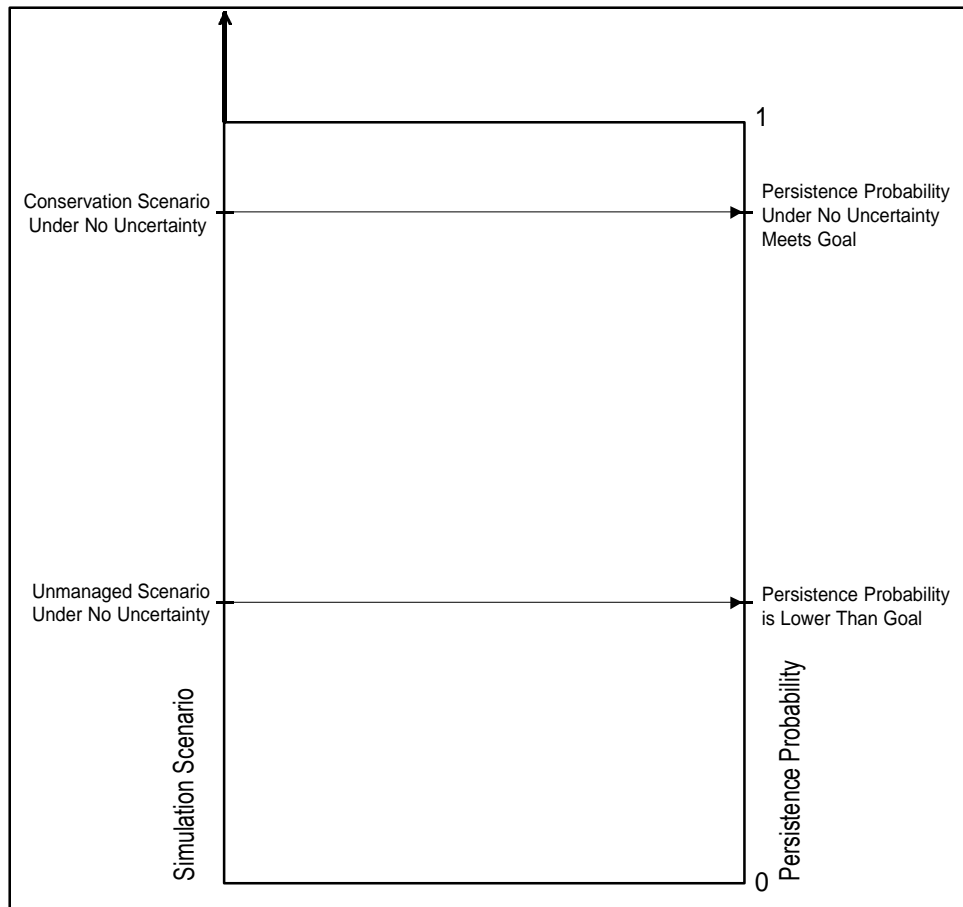 1
Conservation Scenario
Under No Uncertainty
Persistence Probability
Under No Uncertainty
Meets Goal
Unmanaged Scenario
Under No Uncertainty
Persistence Probability
is Lower Than Goal
Simulation Scenario
Persistence Probability
0